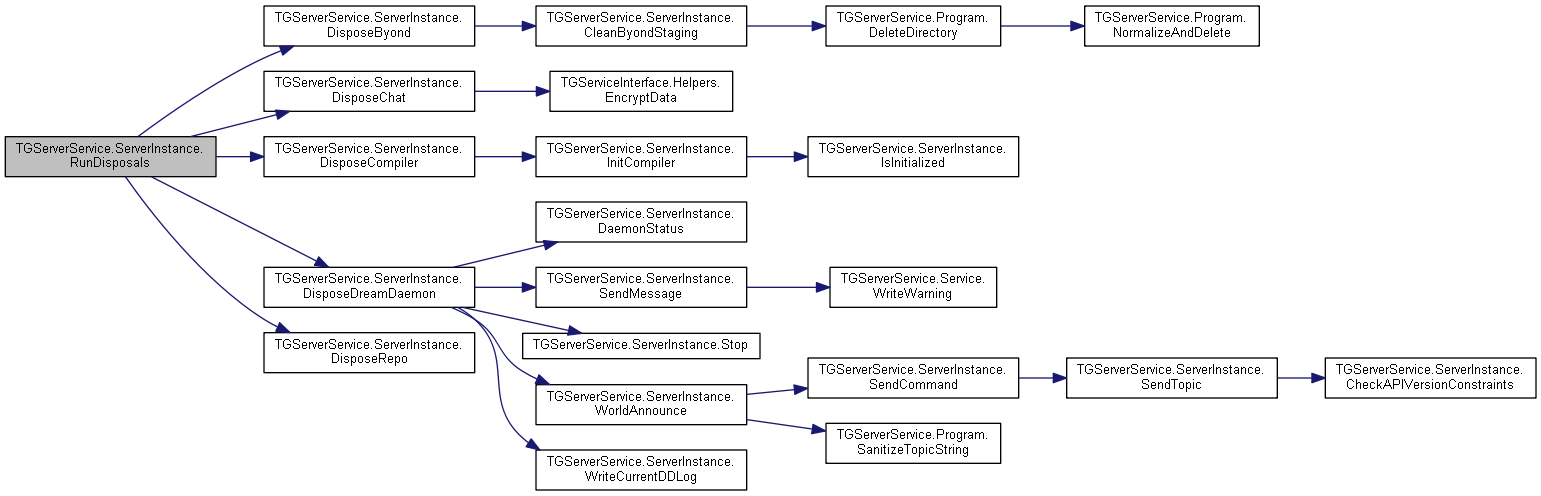 TGServerService.ServerInstance.
RunDisposals
TGServerService.ServerInstance.
DisposeByond
TGServerService.ServerInstance.
CleanByondStaging
TGServerService.Program.
DeleteDirectory
TGServerService.Program.
NormalizeAndDelete
TGServerService.ServerInstance.
DisposeChat
TGServiceInterface.Helpers.
EncryptData
TGServerService.ServerInstance.
DisposeCompiler
TGServerService.ServerInstance.
InitCompiler
TGServerService.ServerInstance.
IsInitialized
TGServerService.ServerInstance.
DisposeDreamDaemon
TGServerService.ServerInstance.
DaemonStatus
TGServerService.ServerInstance.
SendMessage
TGServerService.Service.
WriteWarning
TGServerService.ServerInstance.Stop
TGServerService.ServerInstance.
WorldAnnounce
TGServerService.ServerInstance.
SendCommand
TGServerService.ServerInstance.
SendTopic
TGServerService.ServerInstance.
CheckAPIVersionConstraints
TGServerService.Program.
SanitizeTopicString
TGServerService.ServerInstance.
WriteCurrentDDLog
TGServerService.ServerInstance.
DisposeRepo